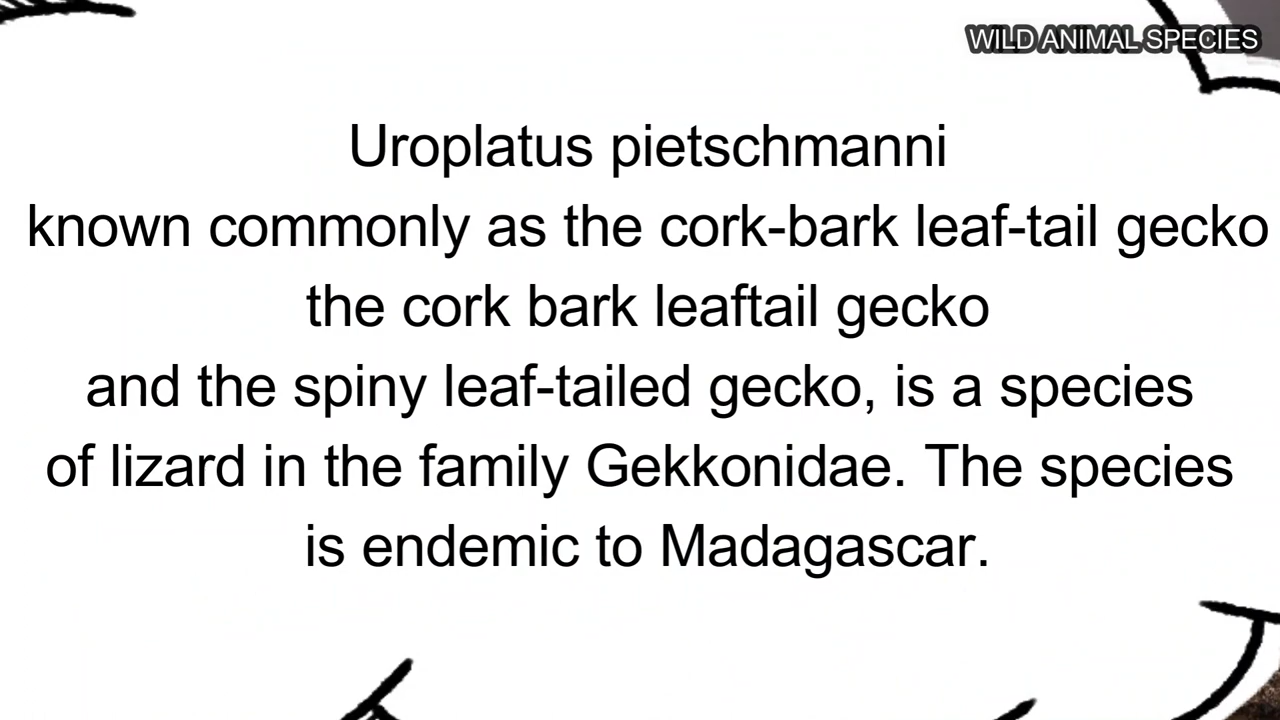 WILD ANIMAL SPECIES
Uroplatus pietschmanni
known commonly as the cork-bark leaf-tail gecko
the cork bark leaftail gecko
and the spiny leaf-tailed gecko, is a species
of lizard in the family Gekkonidae. The species
is endemic to Madagascar.